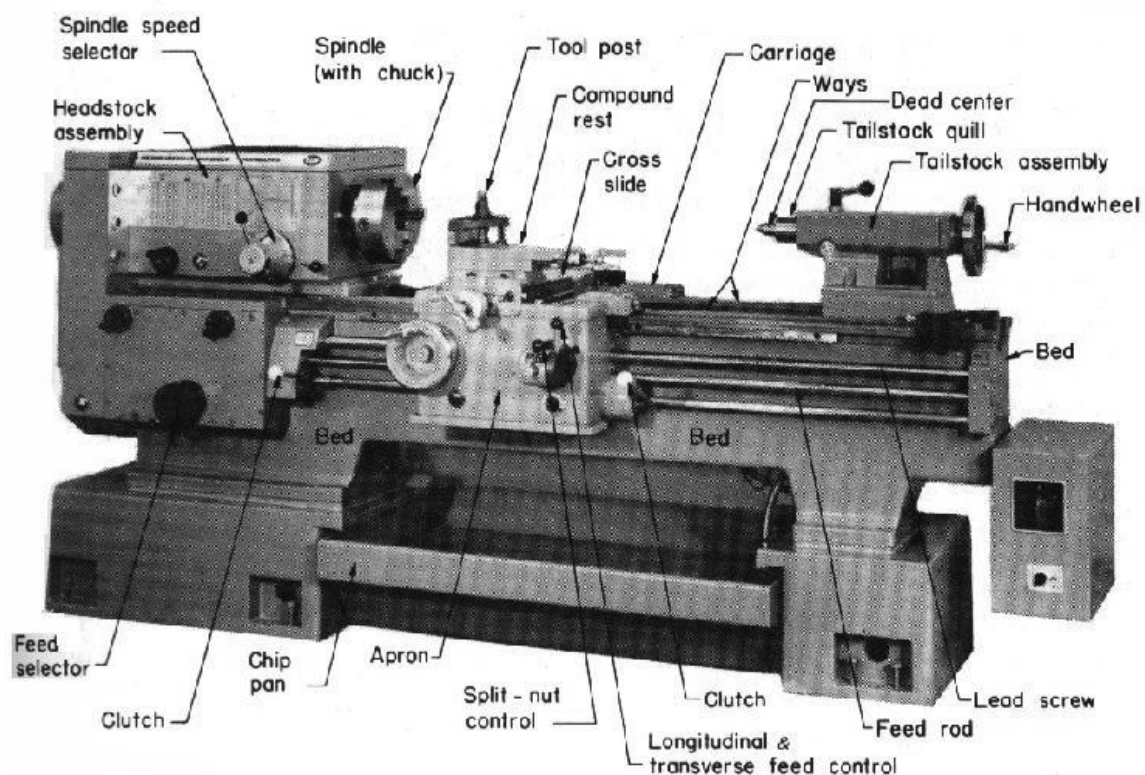 Spindle speed
selector
Spindle
(with chuck)
Tool post
Carriage
Ways
Headstock
assembly
Compound
rest
Dead center
Tailstock quill
Cross
slide
Tailstock assembly
Handwheel
Bed
Bed
Bed
Feed
selector
Chip
pan
Apron
Clutch
Split-nut
control
Clutch
Lead screw
Feed rod
Longitudinal &
transverse feed control